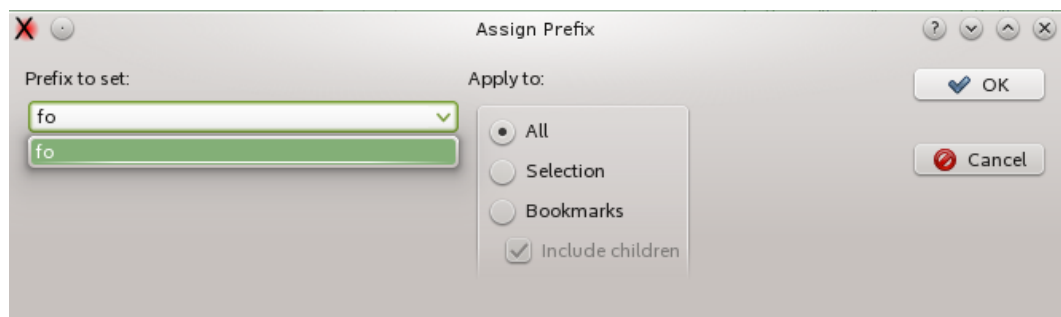 Assign Prefix
Prefix to set:
fo
fo
Apply to:
All
Selection
Bookmarks
Include children
OK
Cancel